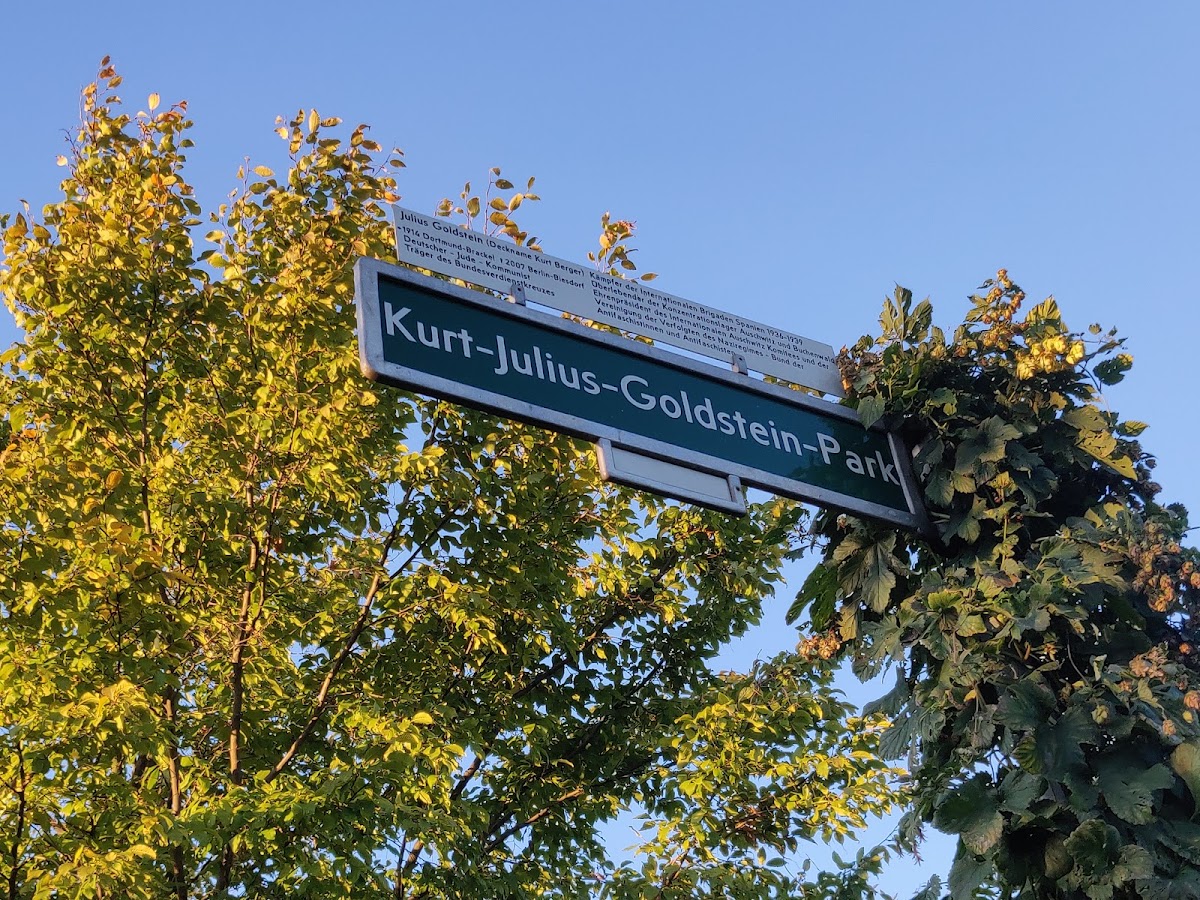 Julius Goldstein (Deckname Kurt Berger)
*1914 Dortmund-Brackel †2007 Berlin-Biesdorf
Deutscher - Jude - Kommunist
Träger des Bundesverdienstkreuzes
Kämpfer der Internationalen Brigaden Spanien 1936-1939
Überlebender der Konzentrationslager Auschwitz und Buchenwald
Ehrenpräsident des Internationalen Auschwitz Komitees und der
Vereinigung der Verfolgten des Naziregimes - Bund der
Antifaschistinnen und Antifaschisten
Kurt-Julius-Goldstein-Park